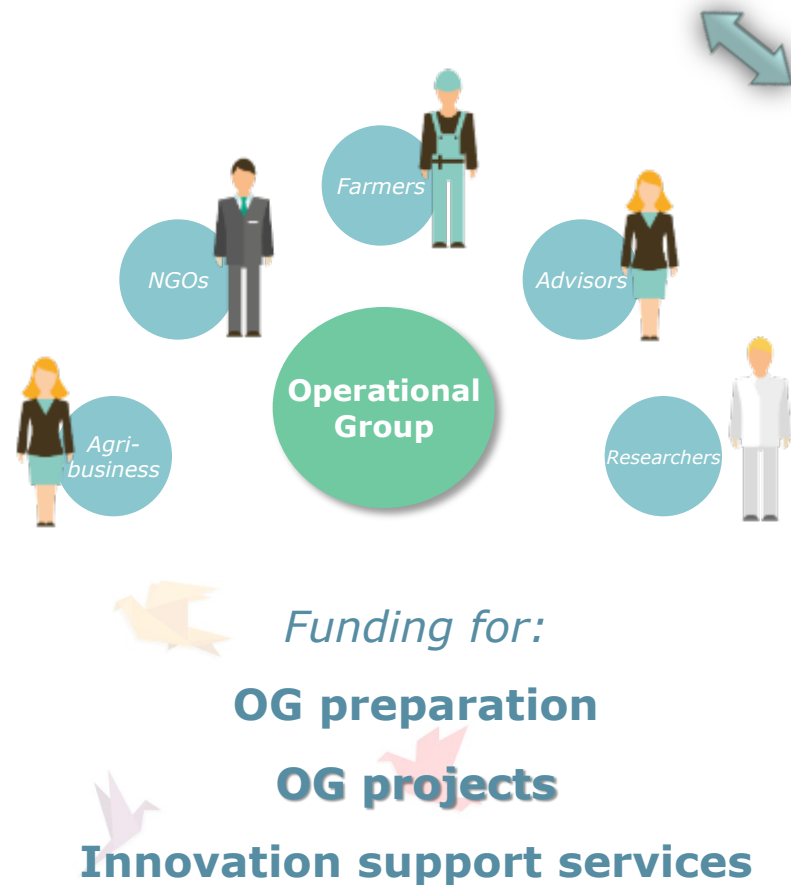 Farmers
NGOs
Advisors
Operational
Group
Agri-
business
Researchers
Funding for:
OG preparation
OG projects
Innovation support services